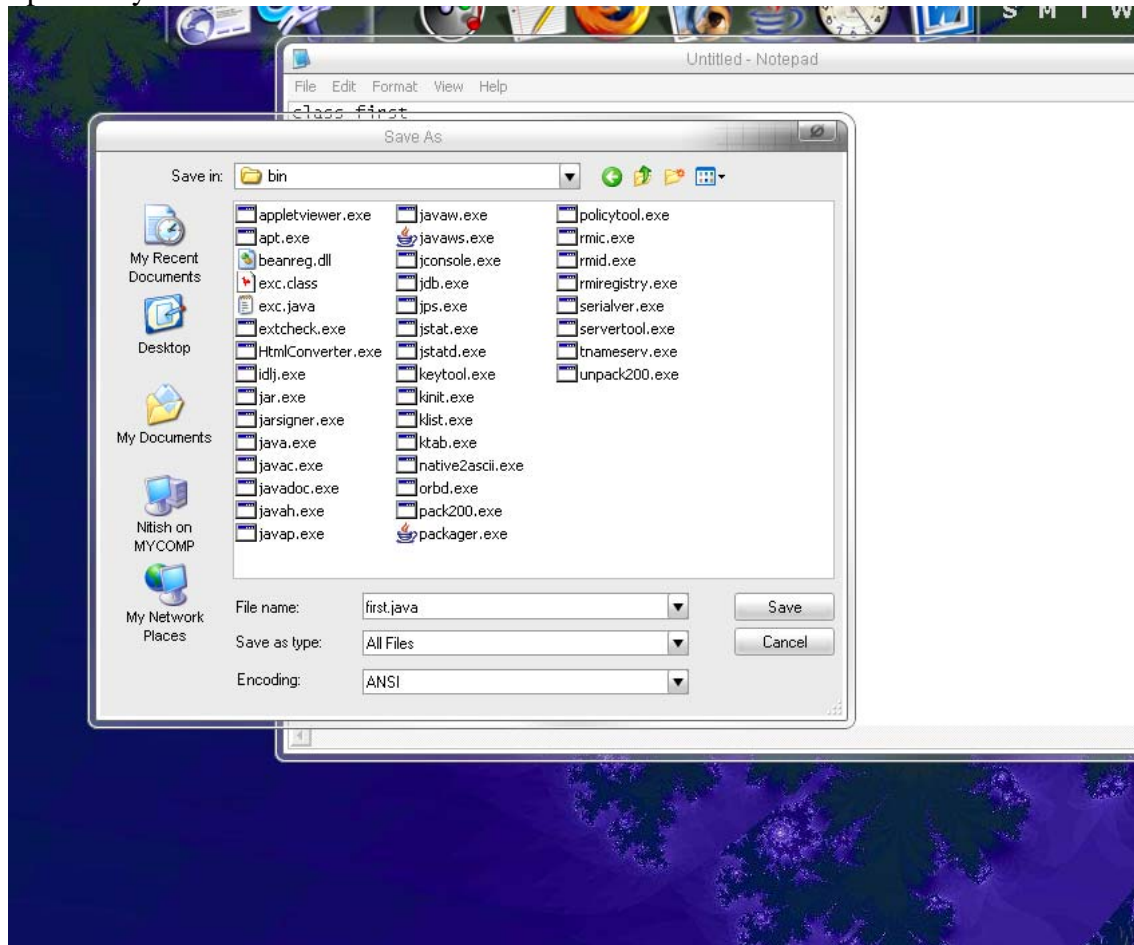 S M T W
Untitled - Notepad
File Edit Format View Help
class first
Save As
Save in: bin
appletviewer.exe
apt.exe
beanreg.dll
exc.class
exc.java
extcheck.exe
HtmlConverter.exe
idlj.exe
jar.exe
jarsigner.exe
java.exe
javac.exe
javadoc.exe
javah.exe
javap.exe
javaw.exe
javaws.exe
jconsole.exe
jdb.exe
jps.exe
jstat.exe
jstatd.exe
keytool.exe
kinit.exe
klist.exe
ktab.exe
native2ascii.exe
orbd.exe
pack200.exe
packager.exe
policytool.exe
rmic.exe
rmid.exe
rmiregistry.exe
serialver.exe
servertool.exe
tnameserv.exe
unpack200.exe
My Recent
Documents
Desktop
My Documents
Nitish on
MYCOMP
My Network
Places
File name: first.java
Save
Save as type: All Files
Cancel
Encoding: ANSI